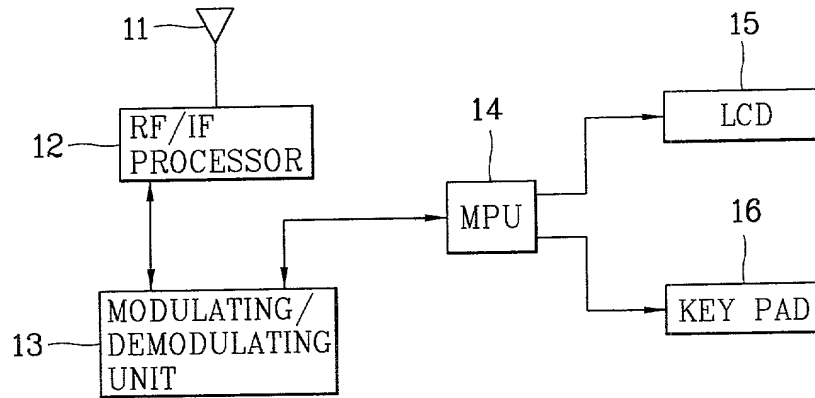 11
12
RF/IF
PROCESSOR
13
MODULATING/
DEMODULATING
UNIT
14
MPU
15
LCD
16
KEY PAD